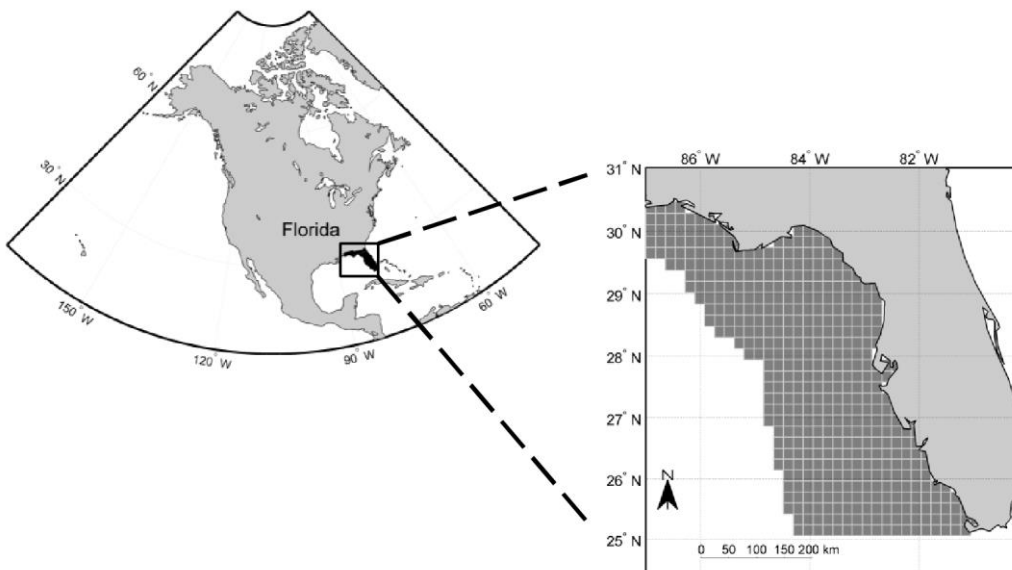 60° N
30° N
Florida
150° W
120° W
90° W
60° W
86° W 84° W 82° W
31° N
30° N
29° N
28° N
27° N
26° N
25° N
N
0 50 100 150 200 km